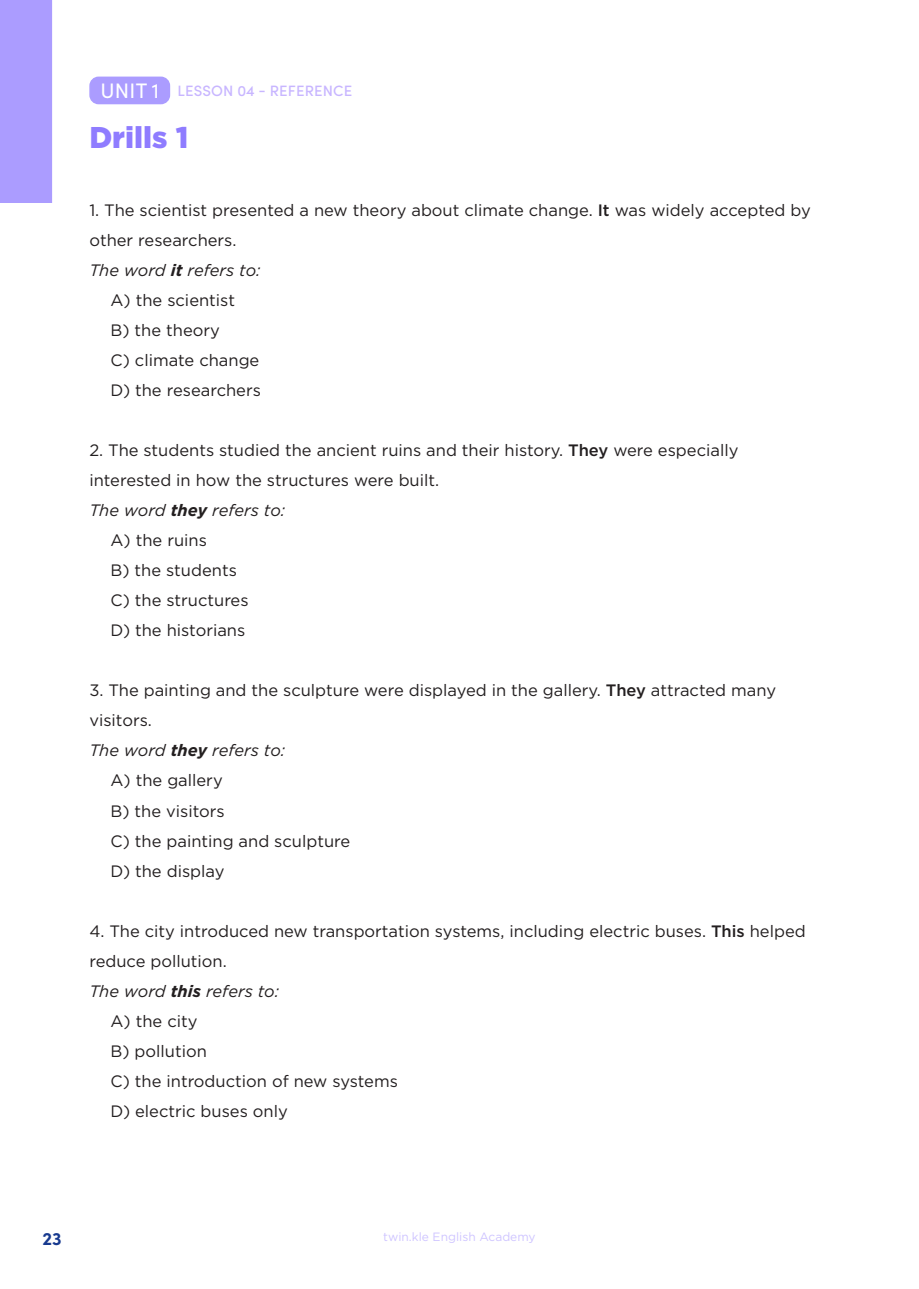 UNIT 1 LESSON 04 – REFERENCE
Drills 1
1. The scientist presented a new theory about climate change. It was widely accepted by
other researchers.
The word it refers to:
A) the scientist
B) the theory
C) climate change
D) the researchers
2. The students studied the ancient ruins and their history. They were especially
interested in how the structures were built.
The word they refers to:
A) the ruins
B) the students
C) the structures
D) the historians
3. The painting and the sculpture were displayed in the gallery. They attracted many
visitors.
The word they refers to:
A) the gallery
B) the visitors
C) the painting and sculpture
D) the display
4. The city introduced new transportation systems, including electric buses. This helped
reduce pollution.
The word this refers to:
A) the city
B) pollution
C) the introduction of new systems
D) electric buses only
23
twin.kle English Academy